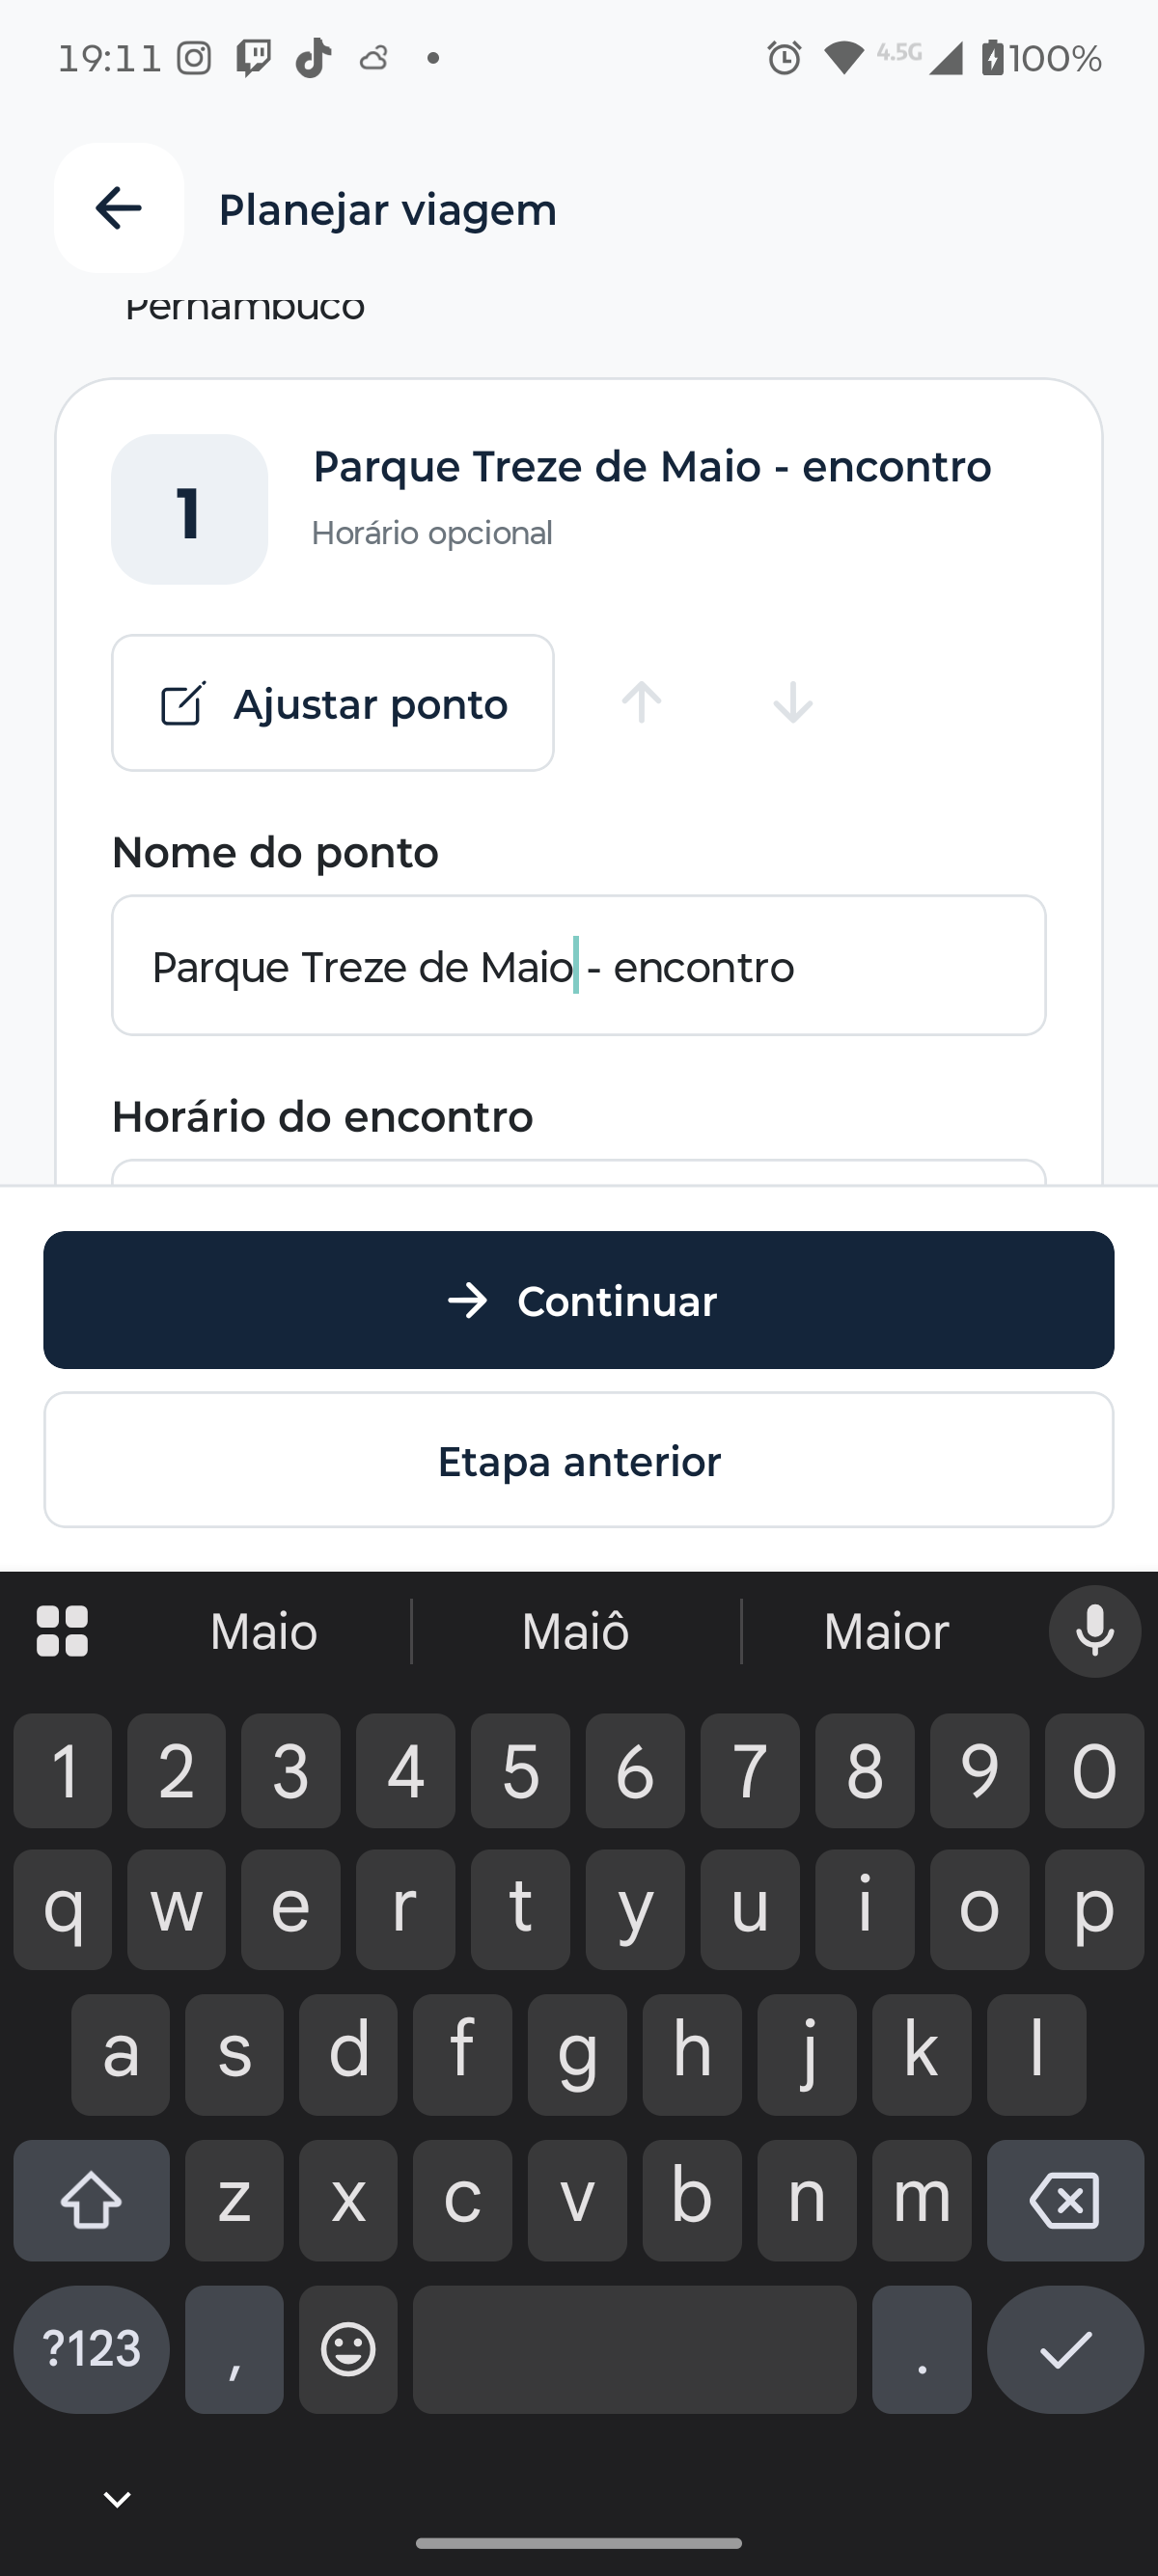 19:11
4.5G
100%
Planejar viagem
Pernambuco
1
Parque Treze de Maio - encontro
Horário opcional
Ajustar ponto
Nome do ponto
Parque Treze de Maio - encontro
Horário do encontro
Continuar
Etapa anterior
Maio Maiô Maior
1 2 3 4 5 6 7 8 9 0
q w e r t y u i o p
a s d f g h j k l
z x c v b n m
?123 , .